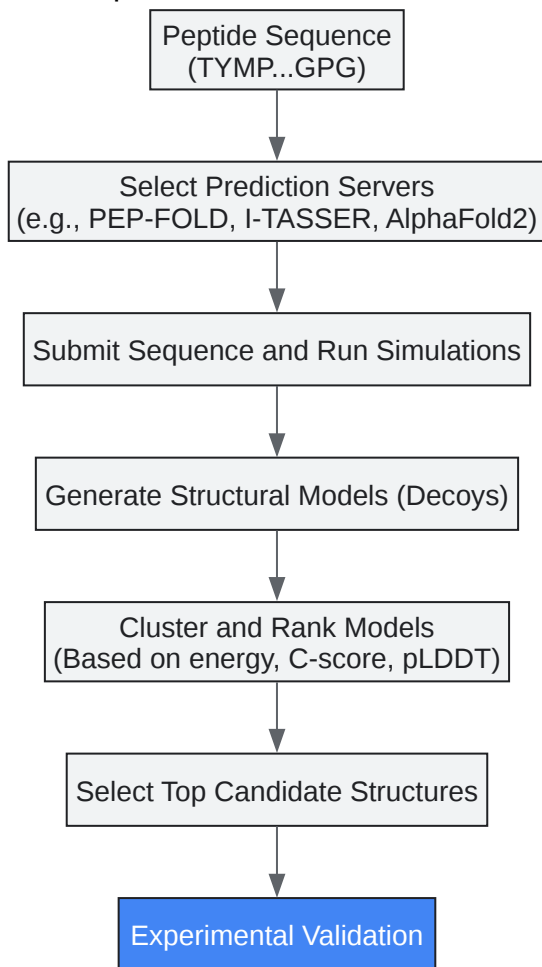 Peptide Sequence
(TYMP...GPG)
Select Prediction Servers
(e.g., PEP-FOLD, I-TASSER, AlphaFold2)
Submit Sequence and Run Simulations
Generate Structural Models (Decoys)
Cluster and Rank Models
(Based on energy, C-score, pLDDT)
Select Top Candidate Structures
Experimental Validation